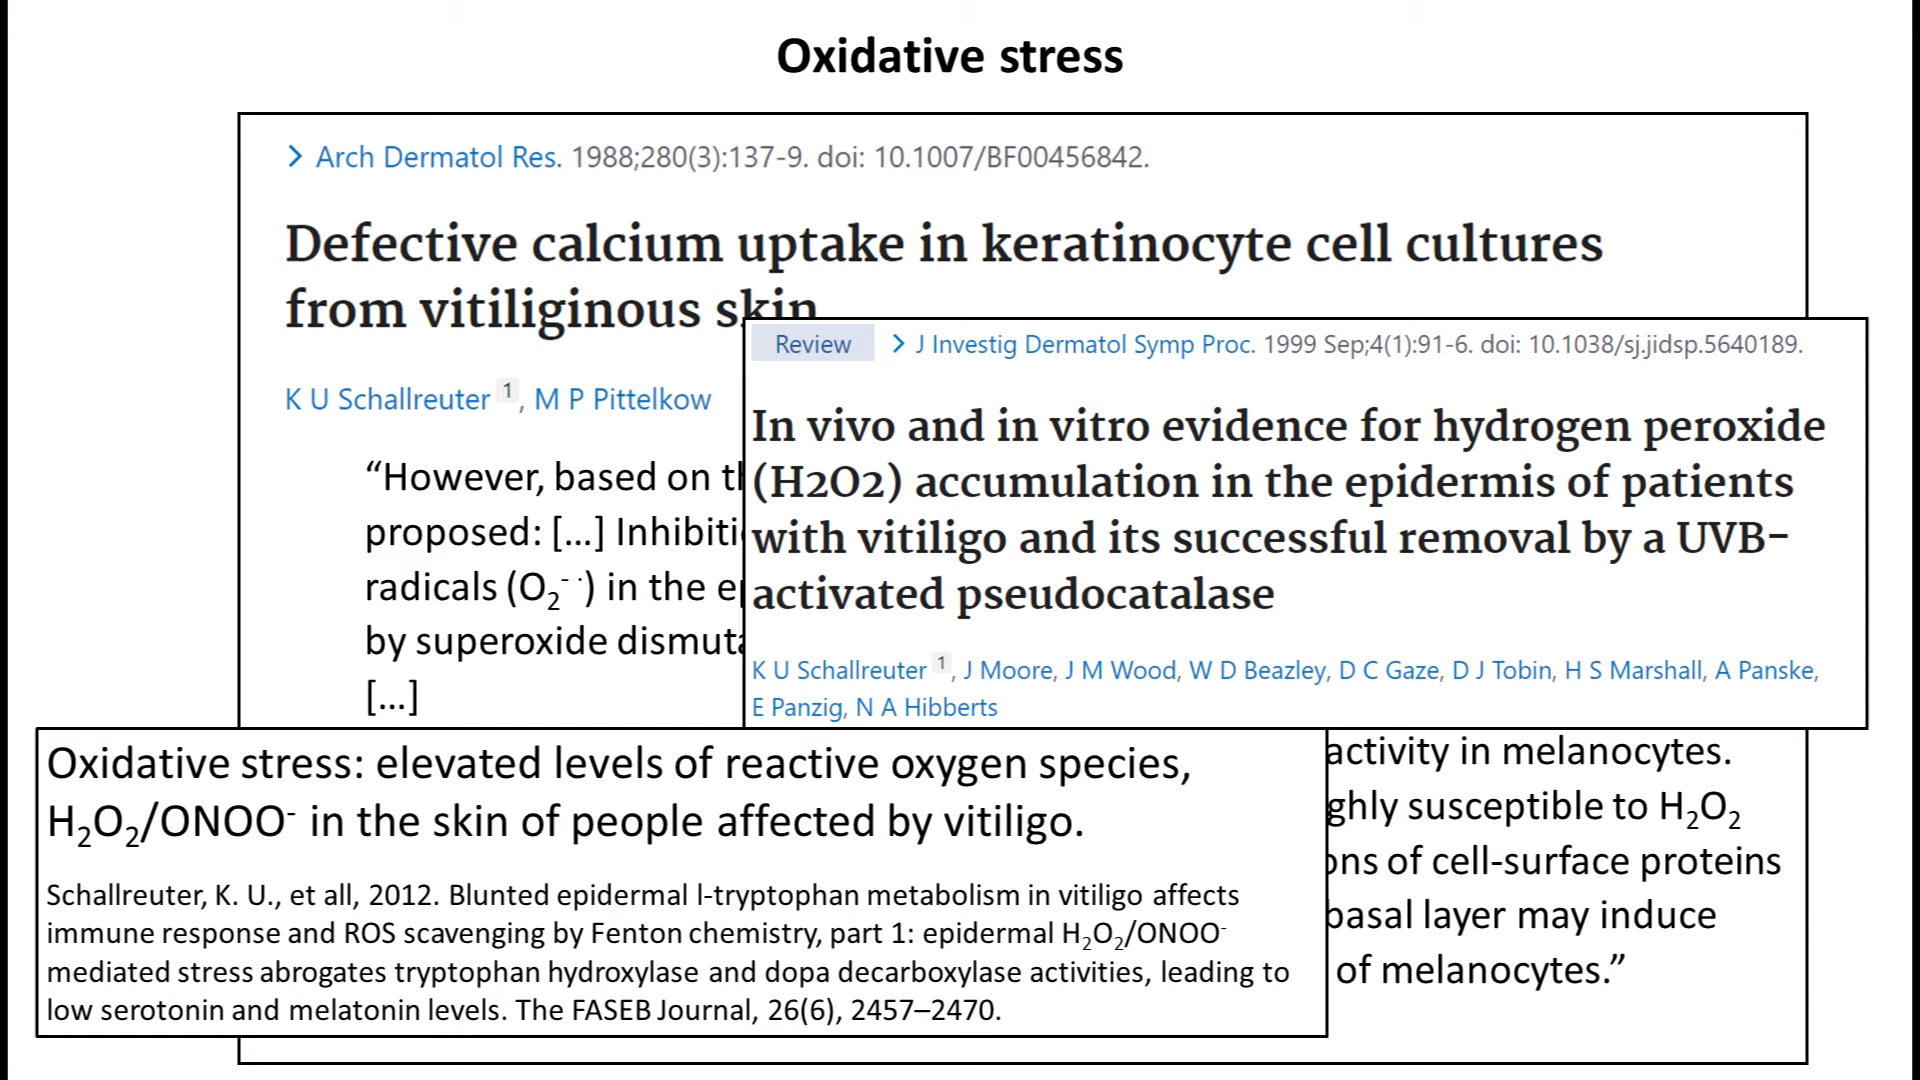 Oxidative stress
> Arch Dermatol Res. 1988;280(3):137-9. doi: 10.1007/BF00456842.
Defective calcium uptake in keratinocyte cell cultures
from vitiliginous skin
K U Schallreuter 1, M P Pittelkow
“However, based on
proposed: [...]
radicals (O₂⁻ ˙) in the
by superoxide
[...]
Review > J Investig Dermatol Symp Proc. 1999 Sep;4(1):91-6. doi: 10.1038/sj.jidsp.5640189.
In vivo and in vitro evidence for hydrogen peroxide
(H2O2) accumulation in the epidermis of patients
with vitiligo and its successful removal by a UVB-
activated pseudocatalase
K U Schallreuter 1, J Moore, J M Wood, W D Beazley, D C Gaze, D J Tobin, H S Marshall, A Panske,
E Panzig, N A Hibberts
activity in melanocytes.
susceptible to H₂O₂
of cell-surface proteins
basal layer may induce
of melanocytes.”
Oxidative stress: elevated levels of reactive oxygen species,
H₂O₂/ONOO⁻ in the skin of people affected by vitiligo.
Schallreuter, K. U., et all, 2012. Blunted epidermal l-tryptophan metabolism in vitiligo affects
immune response and ROS scavenging by Fenton chemistry, part 1: epidermal H₂O₂/ONOO⁻
mediated stress abrogates tryptophan hydroxylase and dopa decarboxylase activities, leading to
low serotonin and melatonin levels. The FASEB Journal, 26(6), 2457–2470.